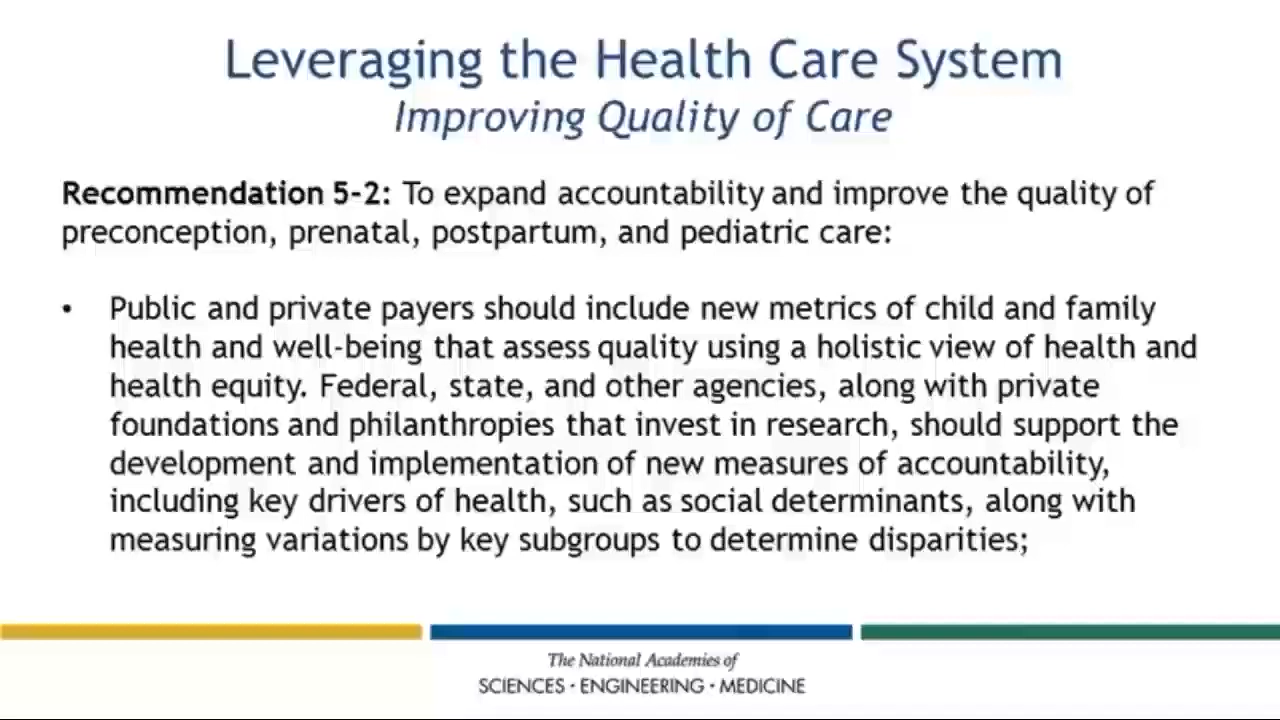 Leveraging the Health Care System
Improving Quality of Care
Recommendation 5-2: To expand accountability and improve the quality of
preconception, prenatal, postpartum, and pediatric care:
• Public and private payers should include new metrics of child and family
health and well-being that assess quality using a holistic view of health and
health equity. Federal, state, and other agencies, along with private
foundations and philanthropies that invest in research, should support the
development and implementation of new measures of accountability,
including key drivers of health, such as social determinants, along with
measuring variations by key subgroups to determine disparities;
The National Academies of
SCIENCES · ENGINEERING · MEDICINE